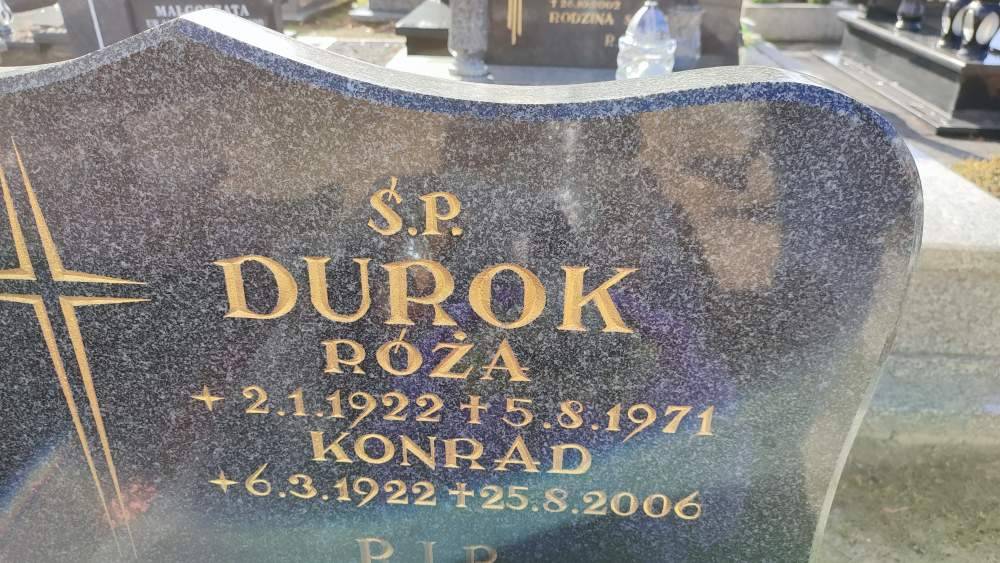 MAŁGORZATA
RODZINA
Ś.P.
DUROK
RÓŻA
+ 2.1.1922 † 5.8.1971
KONRAD
+ 6.3.1922 † 25.8.2006
P.I.P.